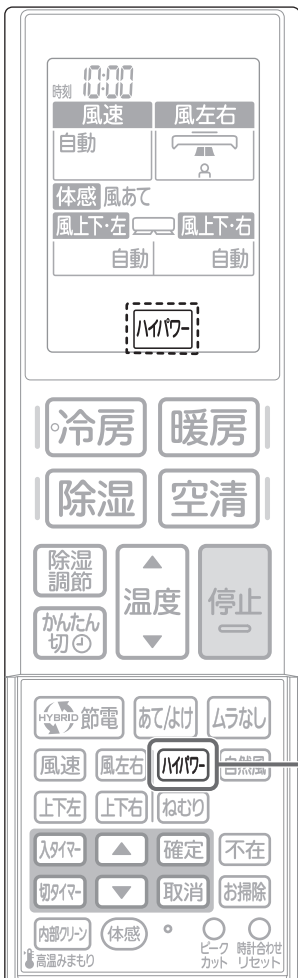 時刻 10:00
風速 風左右
自動
体感 風あて
風上下・左 風上下・右
自動 自動
ハイパワー
冷房 暖房
除湿 空清
除湿調節
温度
停止
かんたん
切
HYBRID 節電 あて/よけ ムラなし
風速 風左右 ハイパワー 自然風
上下左 上下右 ねむり
入タイマー 確定 不在
切タイマー 取消 お掃除
内部クリーン 体感
高温みまもり ピークカット 時計合わせリセット